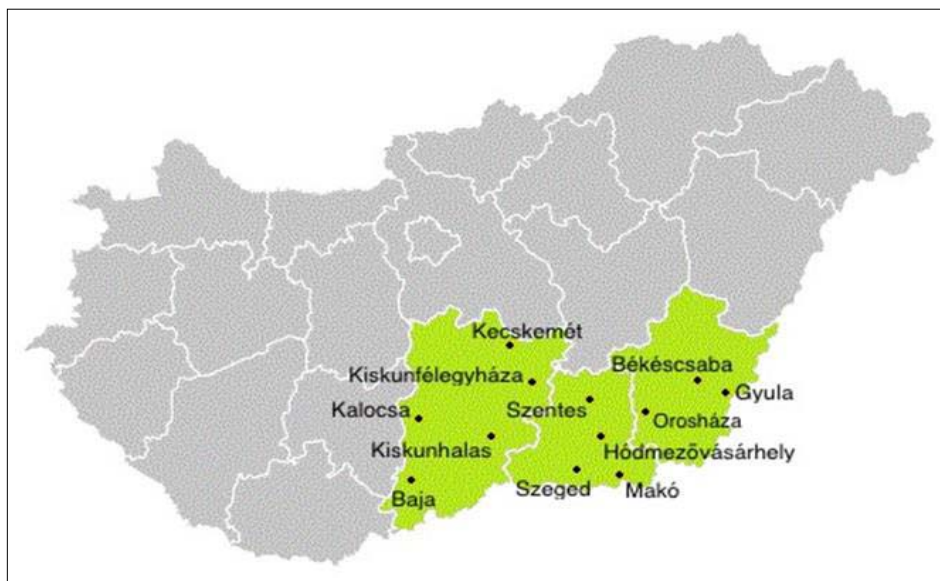 Kecskemét
Kiskunfélegyháza
Békéscsaba
Gyula
Kalocsa
Szentes
Orosháza
Kiskunhalas
Hódmezővásárhely
Baja
Szeged
Makó